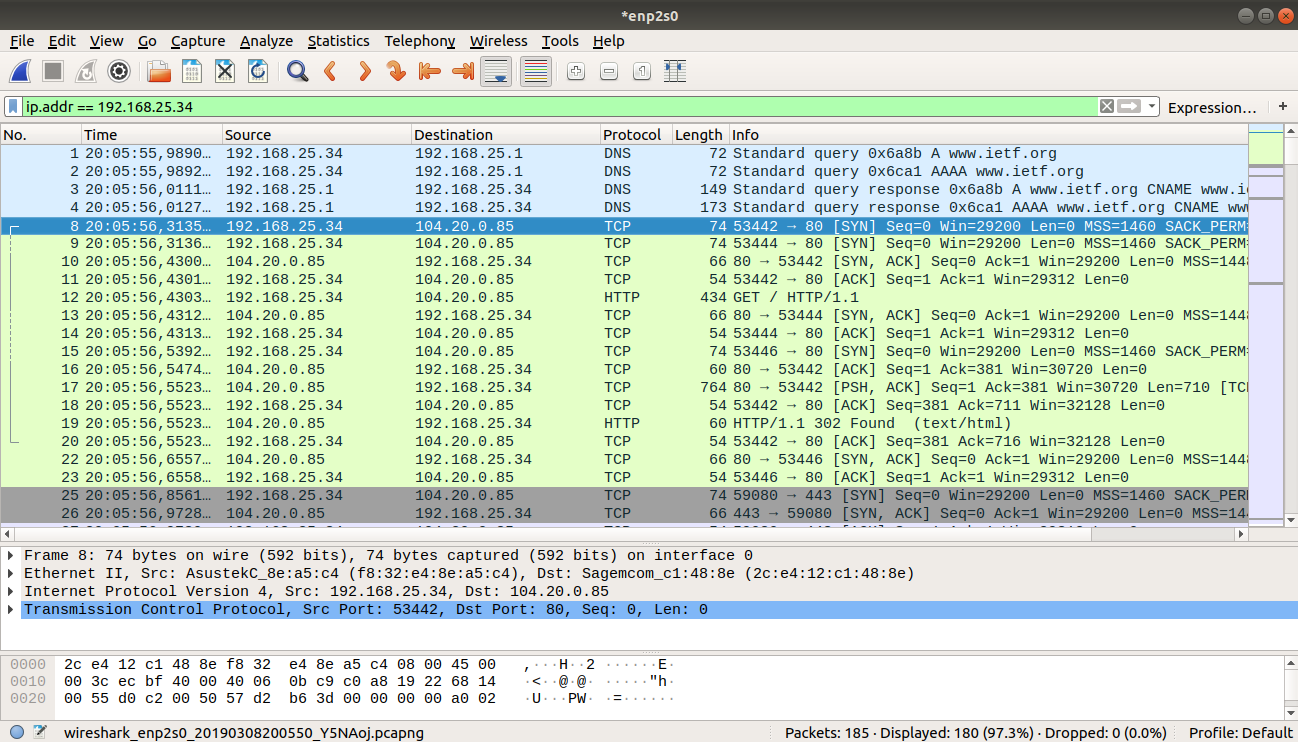 *enp2s0
File Edit View Go Capture Analyze Statistics Telephony Wireless Tools Help
ip.addr == 192.168.25.34 Expression… +
No. Time Source Destination Protocol Length Info
1 20:05:55,9890… 192.168.25.34 192.168.25.1 DNS 72 Standard query 0x6a8b A www.ietf.org
2 20:05:55,9892… 192.168.25.34 192.168.25.1 DNS 72 Standard query 0x6ca1 AAAA www.ietf.org
3 20:05:56,0111… 192.168.25.1 192.168.25.34 DNS 149 Standard query response 0x6a8b A www.ietf.org CNAME www.i
4 20:05:56,0127… 192.168.25.1 192.168.25.34 DNS 173 Standard query response 0x6ca1 AAAA www.ietf.org CNAME www
8 20:05:56,3135… 192.168.25.34 104.20.0.85 TCP 74 53442 → 80 [SYN] Seq=0 Win=29200 Len=0 MSS=1460 SACK_PERM=
9 20:05:56,3136… 192.168.25.34 104.20.0.85 TCP 74 53444 → 80 [SYN] Seq=0 Win=29200 Len=0 MSS=1460 SACK_PERM=
10 20:05:56,4300… 104.20.0.85 192.168.25.34 TCP 66 80 → 53442 [SYN, ACK] Seq=0 Ack=1 Win=29200 Len=0 MSS=144
11 20:05:56,4301… 192.168.25.34 104.20.0.85 TCP 54 53442 → 80 [ACK] Seq=1 Ack=1 Win=29312 Len=0
12 20:05:56,4303… 192.168.25.34 104.20.0.85 HTTP 434 GET / HTTP/1.1
13 20:05:56,4312… 104.20.0.85 192.168.25.34 TCP 66 80 → 53444 [SYN, ACK] Seq=0 Ack=1 Win=29200 Len=0 MSS=144
14 20:05:56,4313… 192.168.25.34 104.20.0.85 TCP 54 53444 → 80 [ACK] Seq=1 Ack=1 Win=29312 Len=0
15 20:05:56,5392… 192.168.25.34 104.20.0.85 TCP 74 53446 → 80 [SYN] Seq=0 Win=29200 Len=0 MSS=1460 SACK_PERM=
16 20:05:56,5474… 104.20.0.85 192.168.25.34 TCP 60 80 → 53442 [ACK] Seq=1 Ack=381 Win=30720 Len=0
17 20:05:56,5523… 104.20.0.85 192.168.25.34 TCP 764 80 → 53442 [PSH, ACK] Seq=1 Ack=381 Win=30720 Len=710 [TC
18 20:05:56,5523… 192.168.25.34 104.20.0.85 TCP 54 53442 → 80 [ACK] Seq=381 Ack=711 Win=32128 Len=0
19 20:05:56,5523… 104.20.0.85 192.168.25.34 HTTP 60 HTTP/1.1 302 Found (text/html)
20 20:05:56,5523… 192.168.25.34 104.20.0.85 TCP 54 53442 → 80 [ACK] Seq=381 Ack=716 Win=32128 Len=0
22 20:05:56,6557… 104.20.0.85 192.168.25.34 TCP 66 80 → 53446 [SYN, ACK] Seq=0 Ack=1 Win=29200 Len=0 MSS=144
23 20:05:56,6558… 192.168.25.34 104.20.0.85 TCP 54 53446 → 80 [ACK] Seq=1 Ack=1 Win=29312 Len=0
25 20:05:56,8561… 192.168.25.34 104.20.0.85 TCP 74 59080 → 443 [SYN] Seq=0 Win=29200 Len=0 MSS=1460 SACK_PER
26 20:05:56,9728… 104.20.0.85 192.168.25.34 TCP 66 443 → 59080 [SYN, ACK] Seq=0 Ack=1 Win=29200 Len=0 MSS=14
Frame 8: 74 bytes on wire (592 bits), 74 bytes captured (592 bits) on interface 0
Ethernet II, Src: AsustekC_8e:a5:c4 (f8:32:e4:8e:a5:c4), Dst: Sagemcom_c1:48:8e (2c:e4:12:c1:48:8e)
Internet Protocol Version 4, Src: 192.168.25.34, Dst: 104.20.0.85
Transmission Control Protocol, Src Port: 53442, Dst Port: 80, Seq: 0, Len: 0
0000 2c e4 12 c1 48 8e f8 32 e4 8e a5 c4 08 00 45 00 ,···H··2 ······E·
0010 00 3c ec bf 40 00 40 06 0b c9 c0 a8 19 22 68 14 ·<··@·@· ·····"h·
0020 00 55 d0 c2 00 50 57 d2 b6 3d 00 00 00 00 a0 02 ·U···PW· ·=······
wireshark_enp2s0_20190308200550_Y5NAoj.pcapng Packets: 185 · Displayed: 180 (97.3%) · Dropped: 0 (0.0%) Profile: Default